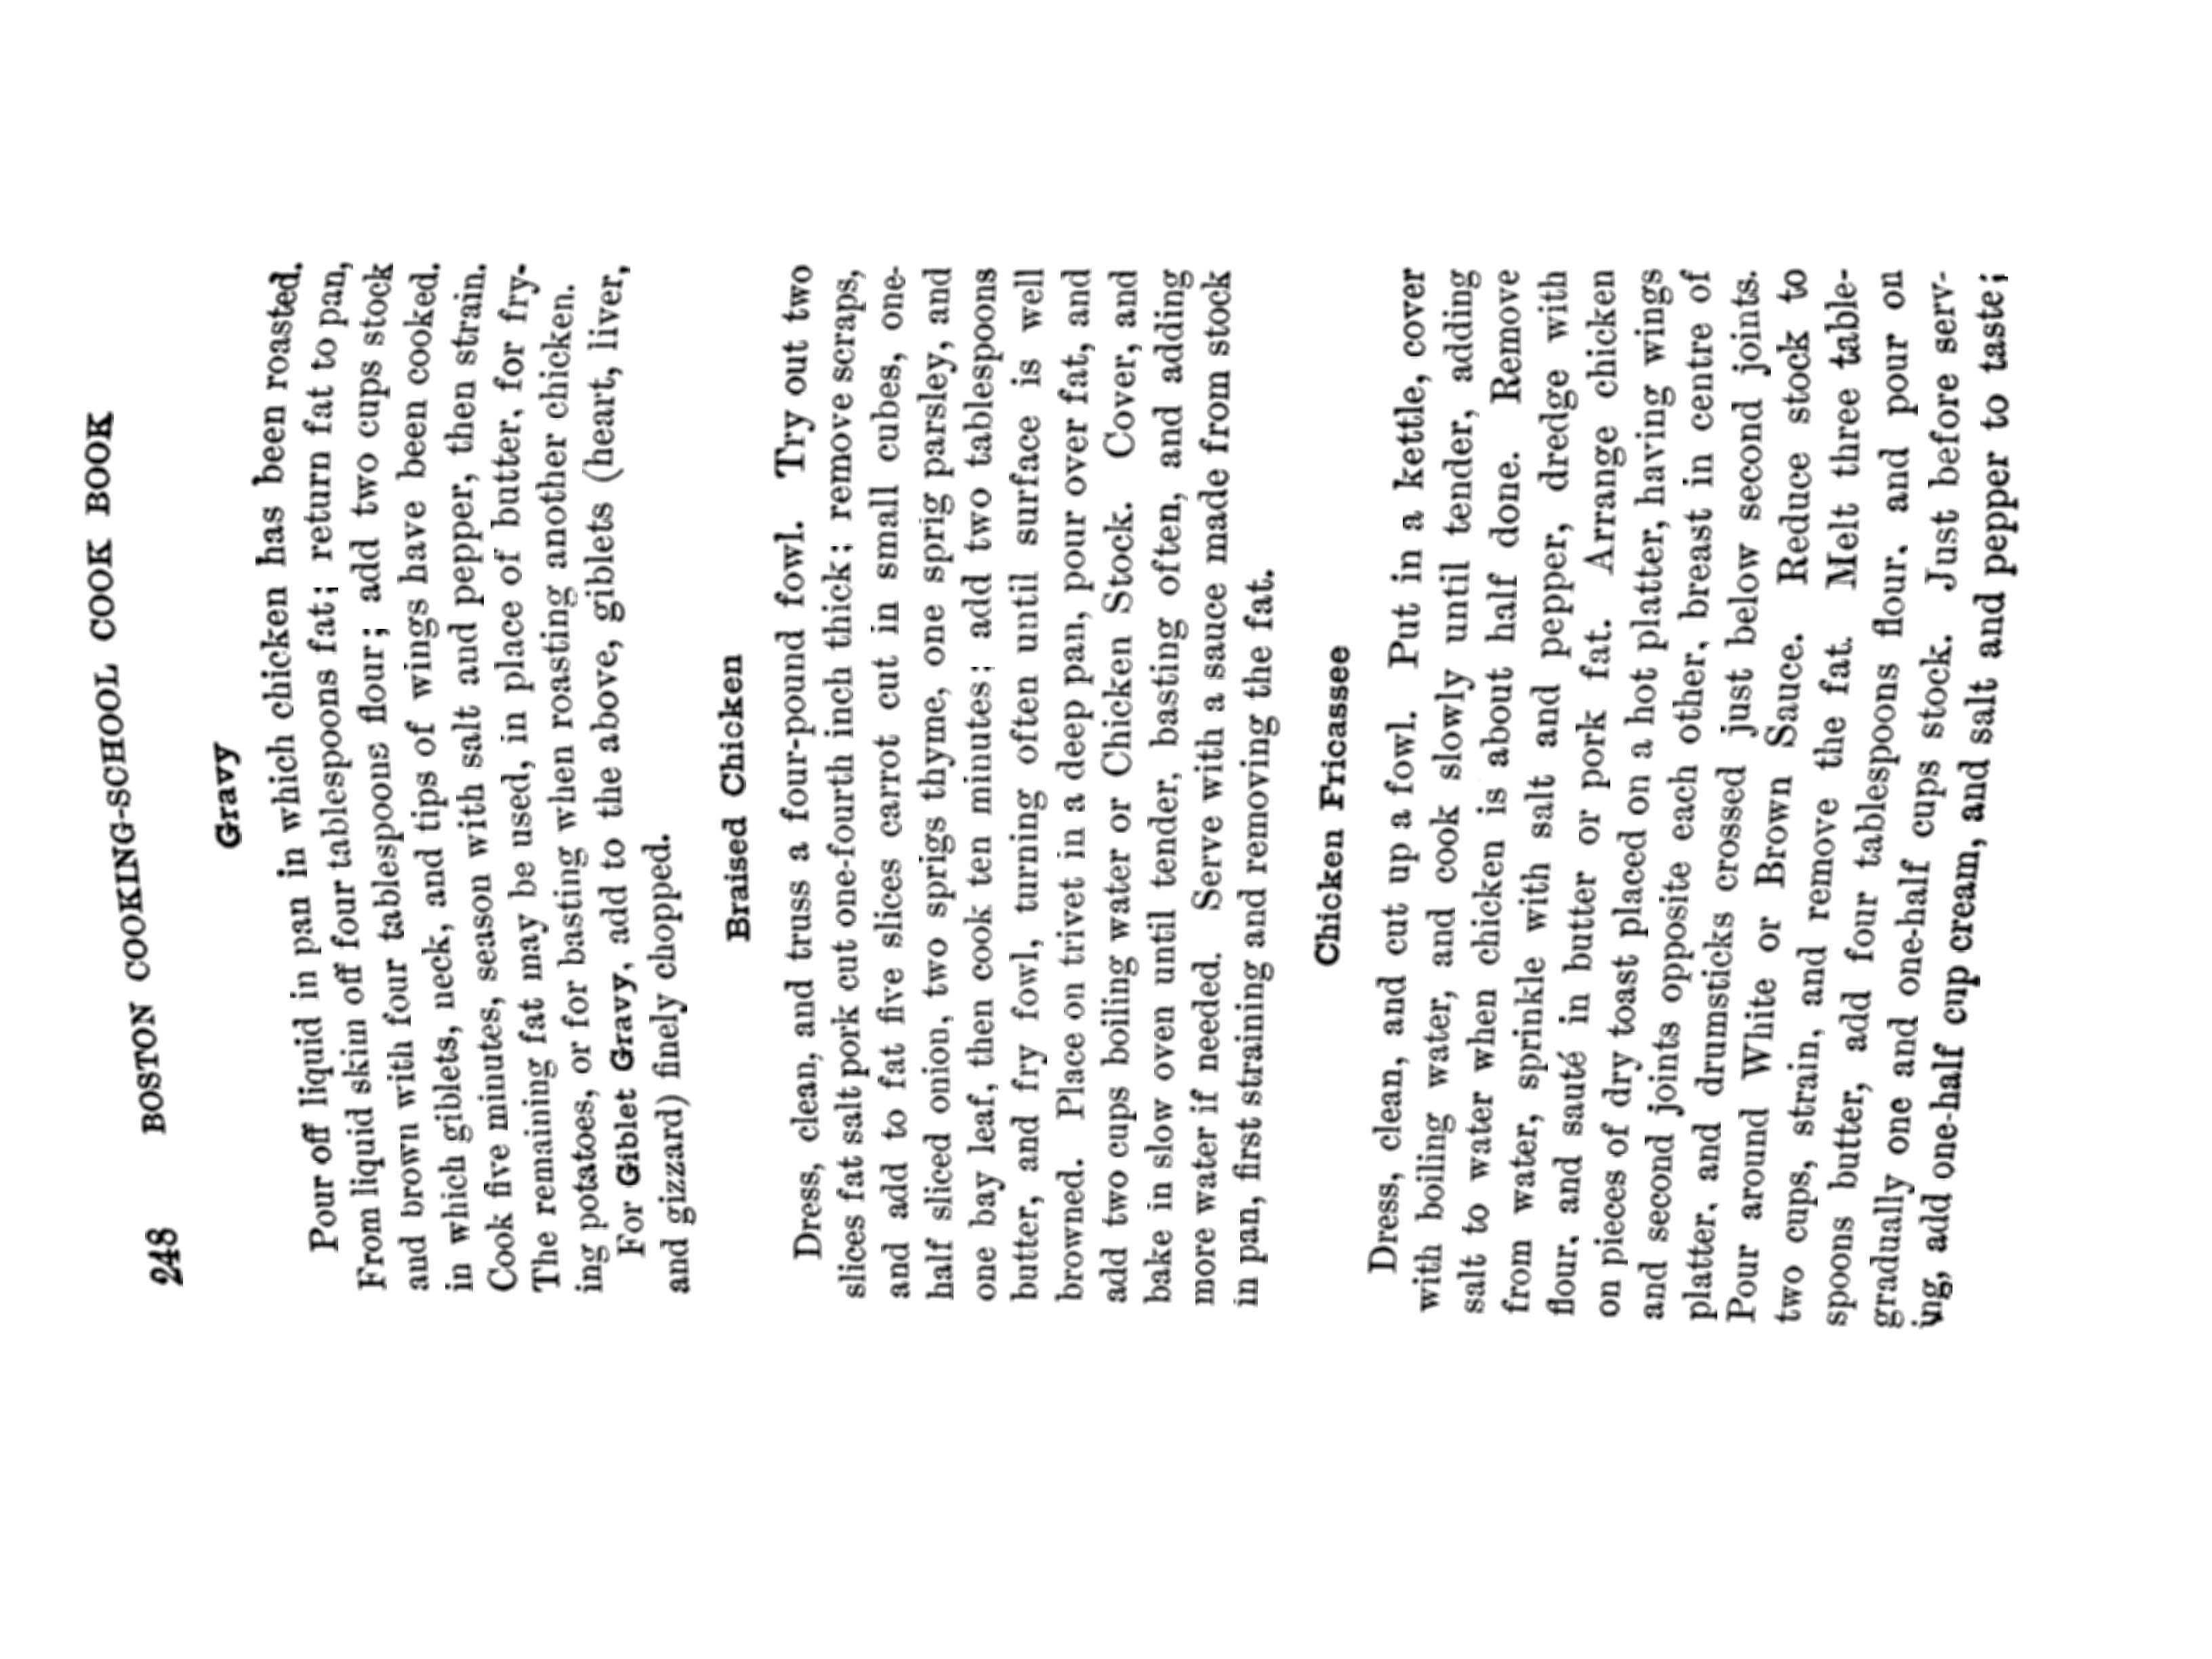 248 BOSTON COOKING-SCHOOL COOK BOOK
Gravy
Pour off liquid in pan in which chicken has been roasted.
From liquid skim off four tablespoons fat; return fat to pan,
and brown with four tablespoons flour; add two cups stock
in which giblets, neck, and tips of wings have been cooked.
Cook five minutes, season with salt and pepper, then strain.
The remaining fat may be used, in place of butter, for fry-
ing potatoes, or for basting when roasting another chicken.
For Giblet Gravy, add to the above, giblets (heart, liver,
and gizzard) finely chopped.
Braised Chicken
Dress, clean, and truss a four-pound fowl. Try out two
slices fat salt pork cut one-fourth inch thick; remove scraps,
and add to fat five slices carrot cut in small cubes, one-
half sliced onion, two sprigs thyme, one sprig parsley, and
one bay leaf, then cook ten minutes; add two tablespoons
butter, and fry fowl, turning often until surface is well
browned. Place on trivet in a deep pan, pour over fat, and
add two cups boiling water or Chicken Stock. Cover, and
bake in slow oven until tender, basting often, and adding
more water if needed. Serve with a sauce made from stock
in pan, first straining and removing the fat.
Chicken Fricassee
Dress, clean, and cut up a fowl. Put in a kettle, cover
with boiling water, and cook slowly until tender, adding
salt to water when chicken is about half done. Remove
from water, sprinkle with salt and pepper, dredge with
flour, and sauté in butter or pork fat. Arrange chicken
on pieces of dry toast placed on a hot platter, having wings
and second joints opposite each other, breast in centre of
platter, and drumsticks crossed just below second joints.
Pour around White or Brown Sauce. Reduce stock to
two cups, strain, and remove the fat. Melt three table-
spoons butter, add four tablespoons flour, and pour on
gradually one and one-half cups stock. Just before serv-
ing, add one-half cup cream, and salt and pepper to taste;